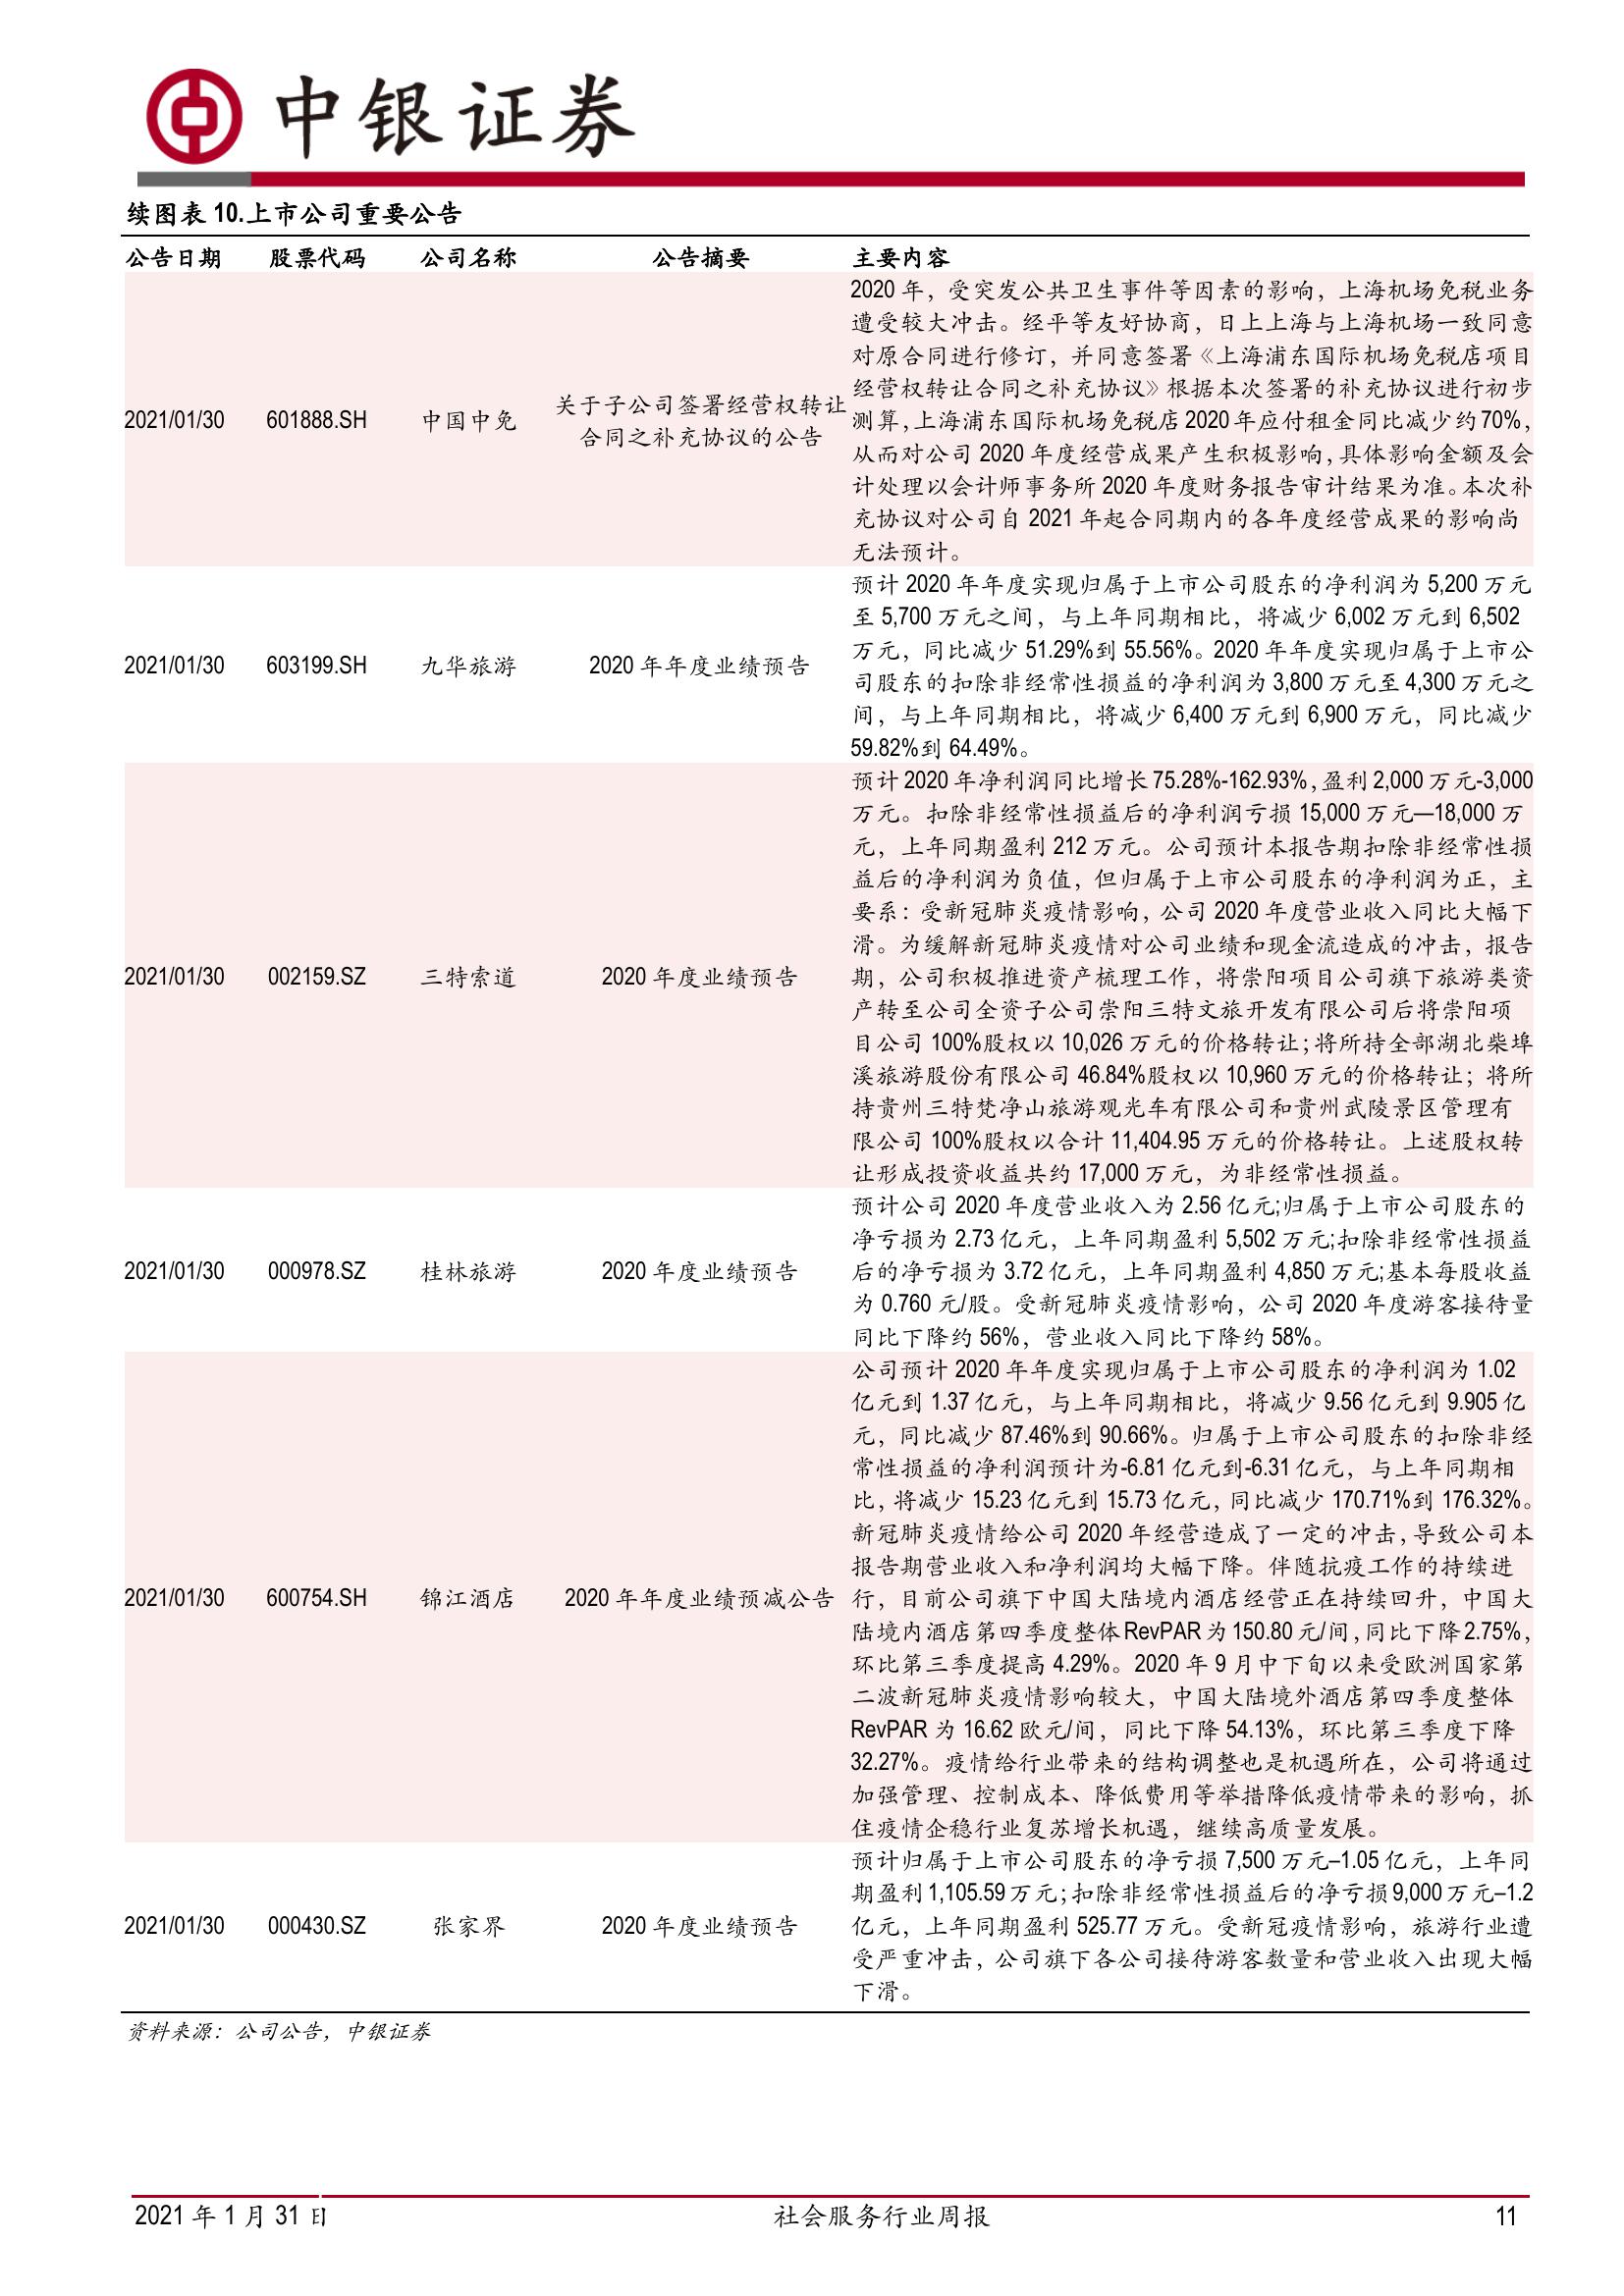 中银证券
续图表 10.上市公司重要公告
公告日期 股票代码 公司名称 公告摘要 主要内容
2021/01/30 601888.SH 中国中免 关于子公司签署经营权转让
合同之补充协议的公告
2020 年，受突发公共卫生事件等因素的影响，上海机场免税业务
遭受较大冲击。经平等友好协商，日上上海与上海机场一致同意
对原合同进行修订，并同意签署《上海浦东国际机场免税店项目
经营权转让合同之补充协议》根据本次签署的补充协议进行初步
测算，上海浦东国际机场免税店 2020 年应付租金同比减少约 70%，
从而对公司 2020 年度经营成果产生积极影响，具体影响金额及会
计处理以会计师事务所 2020 年度财务报告审计结果为准。本次补
充协议对公司自 2021 年起合同期内的各年度经营成果的影响尚
无法预计。
2021/01/30 603199.SH 九华旅游 2020 年年度业绩预告
预计 2020 年年度实现归属于上市公司股东的净利润为 5,200 万元
至 5,700 万元之间，与上年同期相比，将减少 6,002 万元到 6,502
万元，同比减少 51.29%到 55.56%。2020 年年度实现归属于上市公
司股东的扣除非经常性损益的净利润为 3,800 万元至 4,300 万元之
间，与上年同期相比，将减少 6,400 万元到 6,900 万元，同比减少
59.82%到 64.49%。
2021/01/30 002159.SZ 三特索道 2020 年度业绩预告
预计 2020 年净利润同比增长 75.28%-162.93%，盈利 2,000 万元-3,000
万元。扣除非经常性损益后的净利润亏损 15,000 万元—18,000 万
元，上年同期盈利 212 万元。公司预计本报告期扣除非经常性损
益后的净利润为负值，但归属于上市公司股东的净利润为正，主
要系：受新冠肺炎疫情影响，公司 2020 年度营业收入同比大幅下
滑。为缓解新冠肺炎疫情对公司业绩和现金流造成的冲击，报告
期，公司积极推进资产梳理工作，将崇阳项目公司旗下旅游类资
产转至公司全资子公司崇阳三特文旅开发有限公司后将崇阳项
目公司 100%股权以 10,026 万元的价格转让；将所持全部湖北柴埠
溪旅游股份有限公司 46.84%股权以 10,960 万元的价格转让；将所
持贵州三特梵净山旅游观光车有限公司和贵州武陵景区管理有
限公司 100%股权以合计 11,404.95 万元的价格转让。上述股权转
让形成投资收益共约 17,000 万元，为非经常性损益。
2021/01/30 000978.SZ 桂林旅游 2020 年度业绩预告
预计公司 2020 年度营业收入为 2.56 亿元;归属于上市公司股东的
净亏损为 2.73 亿元，上年同期盈利 5,502 万元;扣除非经常性损益
后的净亏损为 3.72 亿元，上年同期盈利 4,850 万元;基本每股收益
为 0.760 元/股。受新冠肺炎疫情影响，公司 2020 年度游客接待量
同比下降约 56%，营业收入同比下降约 58%。
2021/01/30 600754.SH 锦江酒店 2020 年年度业绩预减公告
公司预计 2020 年年度实现归属于上市公司股东的净利润为 1.02
亿元到 1.37 亿元，与上年同期相比，将减少 9.56 亿元到 9.905 亿
元，同比减少 87.46%到 90.66%。归属于上市公司股东的扣除非经
常性损益的净利润预计为-6.81 亿元到-6.31 亿元，与上年同期相
比，将减少 15.23 亿元到 15.73 亿元，同比减少 170.71%到 176.32%。
新冠肺炎疫情给公司 2020 年经营造成了一定的冲击，导致公司本
报告期营业收入和净利润均大幅下降。伴随抗疫工作的持续进
行，目前公司旗下中国大陆境内酒店经营正在持续回升，中国大
陆境内酒店第四季度整体 RevPAR 为 150.80 元/间，同比下降 2.75%，
环比第三季度提高 4.29%。2020 年 9 月中下旬以来受欧洲国家第
二波新冠肺炎疫情影响较大，中国大陆境外酒店第四季度整体
RevPAR 为 16.62 欧元/间，同比下降 54.13%，环比第三季度下降
32.27%。疫情给行业带来的结构调整也是机遇所在，公司将通过
加强管理、控制成本、降低费用等举措降低疫情带来的影响，抓
住疫情企稳行业复苏增长机遇，继续高质量发展。
2021/01/30 000430.SZ 张家界 2020 年度业绩预告
预计归属于上市公司股东的净亏损 7,500 万元–1.05 亿元，上年同
期盈利 1,105.59 万元；扣除非经常性损益后的净亏损 9,000 万元–1.2
亿元，上年同期盈利 525.77 万元。受新冠疫情影响，旅游行业遭
受严重冲击，公司旗下各公司接待游客数量和营业收入出现大幅
下滑。
资料来源：公司公告，中银证券
2021 年 1 月 31 日 社会服务行业周报 11